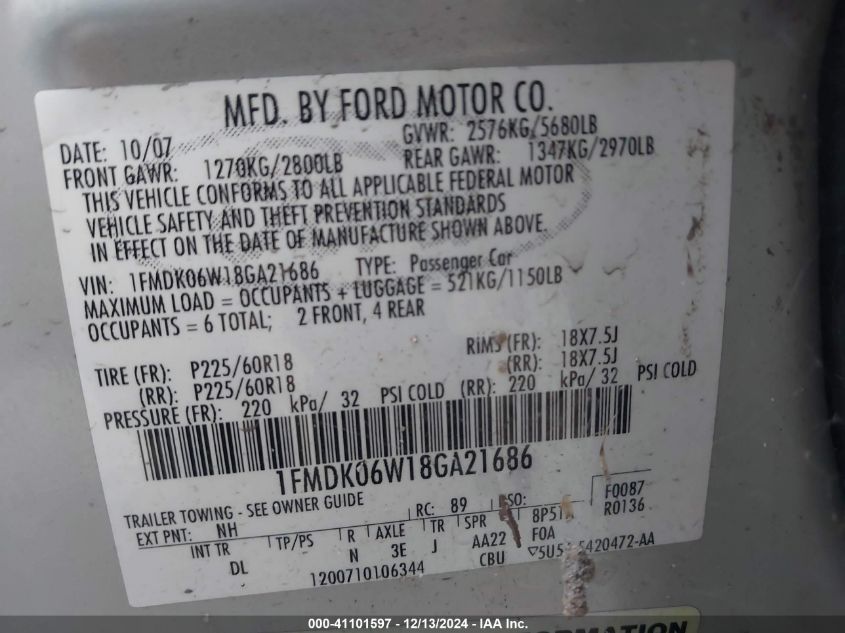 MFD. BY FORD MOTOR CO.
DATE: 10/07 GVWR: 2576KG/5680LB
FRONT GAWR: 1270KG/2800LB REAR GAWR: 1347KG/2970LB
THIS VEHICLE CONFORMS TO ALL APPLICABLE FEDERAL MOTOR
VEHICLE SAFETY AND THEFT PREVENTION STANDARDS
IN EFFECT ON THE DATE OF MANUFACTURE SHOWN ABOVE.
VIN: 1FMDK06W18GA21686 TYPE: Passenger Car
MAXIMUM LOAD = OCCUPANTS + LUGGAGE = 521KG/1150LB
OCCUPANTS = 6 TOTAL; 2 FRONT, 4 REAR
TIRE (FR): P225/60R18 RIMS (FR): 18X7.5J
(RR): P225/60R18 (RR): 18X7.5J
PRESSURE (FR): 220 kPa/ 32 PSI COLD (RR): 220 kPa/ 32 PSI COLD
1FMDK06W18GA21686
TRAILER TOWING - SEE OWNER GUIDE RC: 89 DSO: F0087
EXT PNT: NH 8P51 R0136
INT TR TP/PS R AXLE TR SPR F0A
DL N 3E J AA22
1200710106344 CBU 5420472-AA
000-41101597 - 12/13/2024 - IAA Inc.